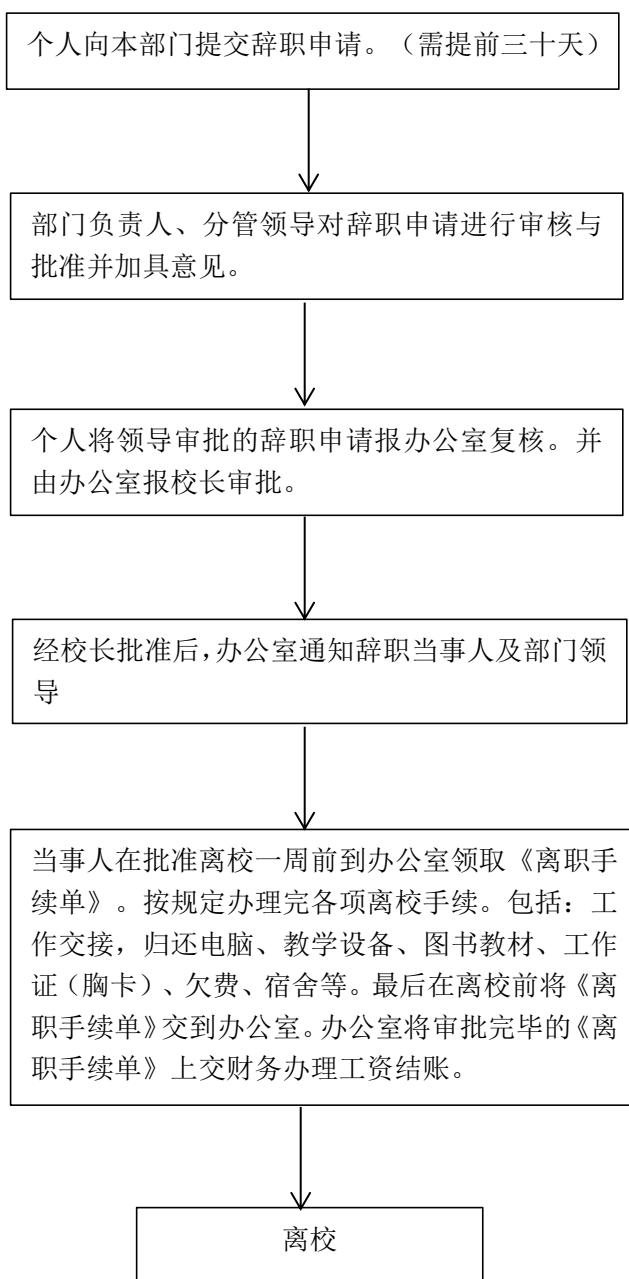 个人向本部门提交辞职申请。（需提前三十天）
部门负责人、分管领导对辞职申请进行审核与
批准并加具意见。
个人将领导审批的辞职申请报办公室复核。并
由办公室报校长审批。
经校长批准后，办公室通知辞职当事人及部门领
导
当事人在批准离校一周前到办公室领取《离职手
续单》。按规定办理完各项离校手续。包括：工
作交接，归还电脑、教学设备、图书教材、工作
证（胸卡）、欠费、宿舍等。最后在离校前将《离
职手续单》交到办公室。办公室将审批完毕的《离
职手续单》上交财务办理工资结账。
离校